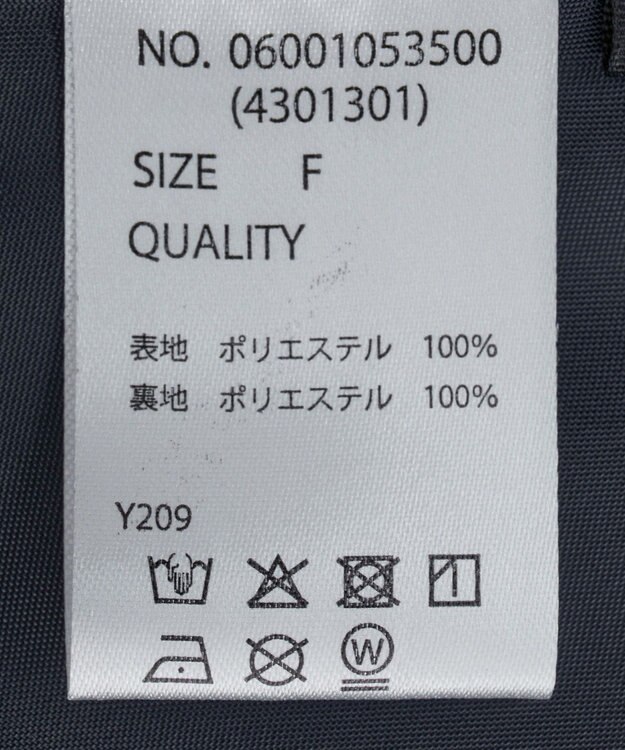 NO. 06001053500
(4301301)
SIZE F
QUALITY
表地 ポリエステル 100%
裏地 ポリエステル 100%
Y209
W